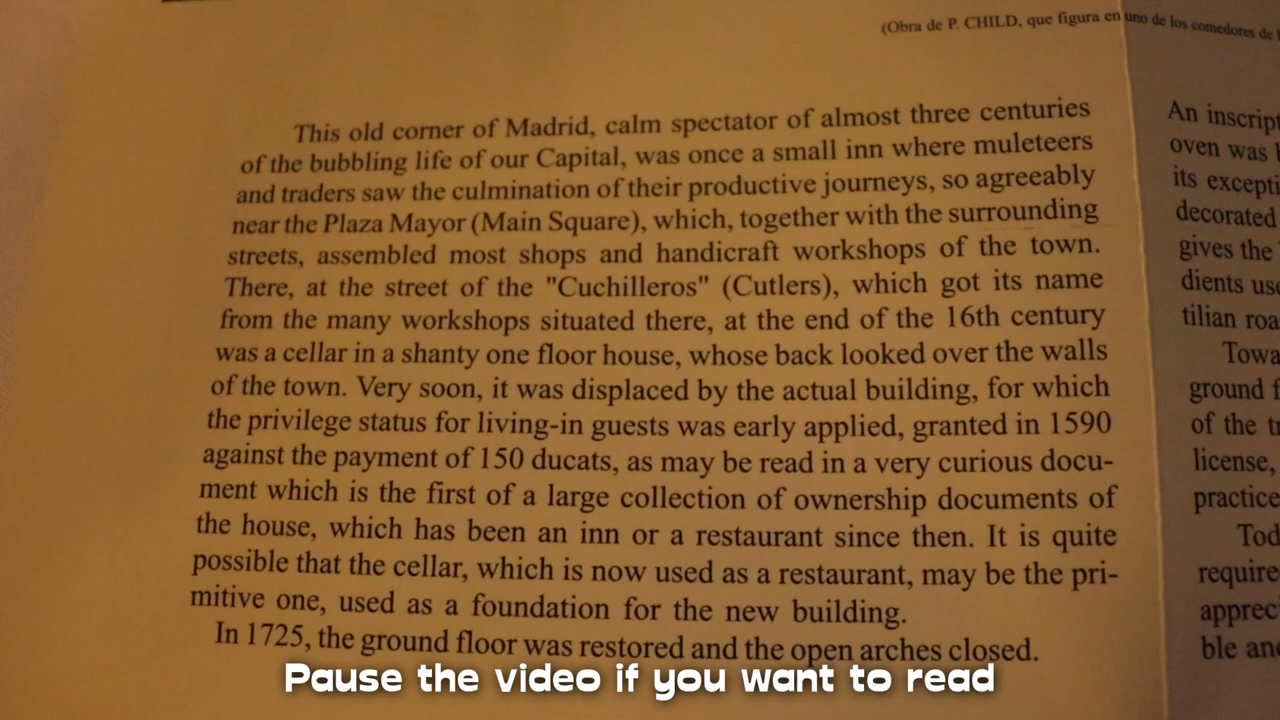 (Obra de P. CHILD, que figura en uno de los comedores de
This old corner of Madrid, calm spectator of almost three centuries
of the bubbling life of our Capital, was once a small inn where muleteers
and traders saw the culmination of their productive journeys, so agreeably
near the Plaza Mayor (Main Square), which, together with the surrounding
streets, assembled most shops and handicraft workshops of the town.
There, at the street of the "Cuchilleros" (Cutlers), which got its name
from the many workshops situated there, at the end of the 16th century
was a cellar in a shanty one floor house, whose back looked over the walls
of the town. Very soon, it was displaced by the actual building, for which
the privilege status for living-in guests was early applied, granted in 1590
against the payment of 150 ducats, as may be read in a very curious docu-
ment which is the first of a large collection of ownership documents of
the house, which has been an inn or a restaurant since then. It is quite
possible that the cellar, which is now used as a restaurant, may be the pri-
mitive one, used as a foundation for the new building.
In 1725, the ground floor was restored and the open arches closed.
An
oven was
its
decorated
gives the
tilian
ground
of the
license,
practice
ble
Pause the video if you want to read